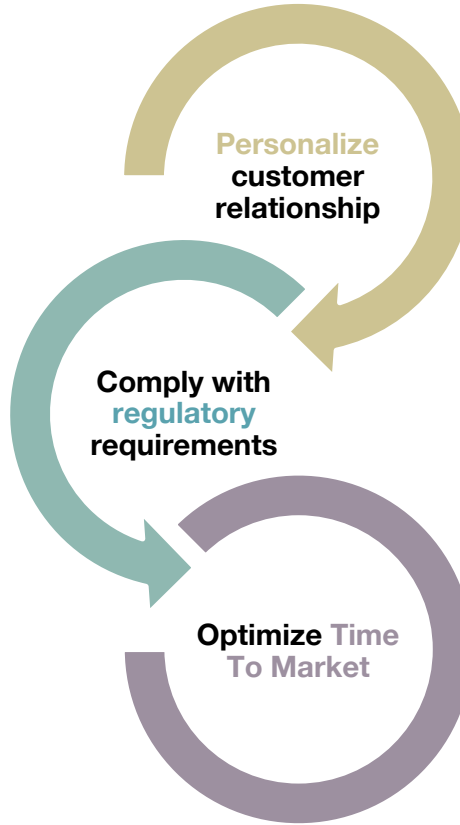 Personalize
customer
relationship
Comply with
regulatory
requirements
Optimize Time
To Market